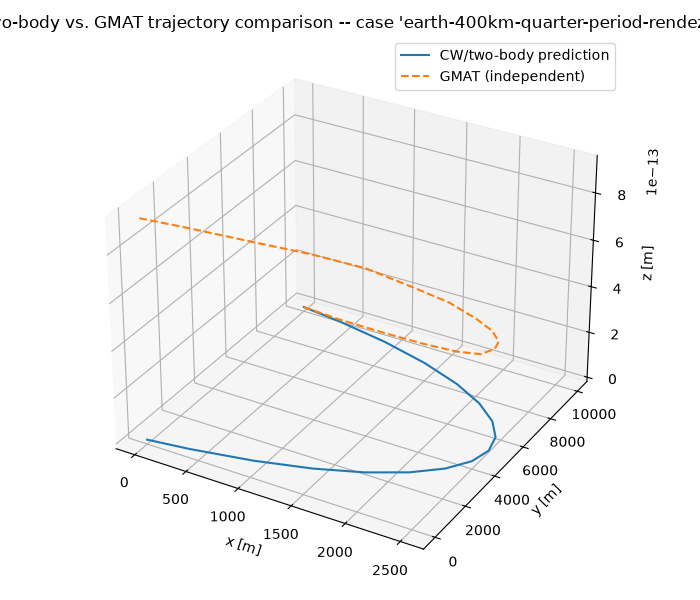 o-body vs. GMAT trajectory comparison -- case 'earth-400km-quarter-period-rendez
CW/two-body prediction
GMAT (independent)
1e−13
8
6
4
2
0
z [m]
10000
8000
6000
4000
2000
0
y [m]
0
500
1000
1500
2000
2500
x [m]